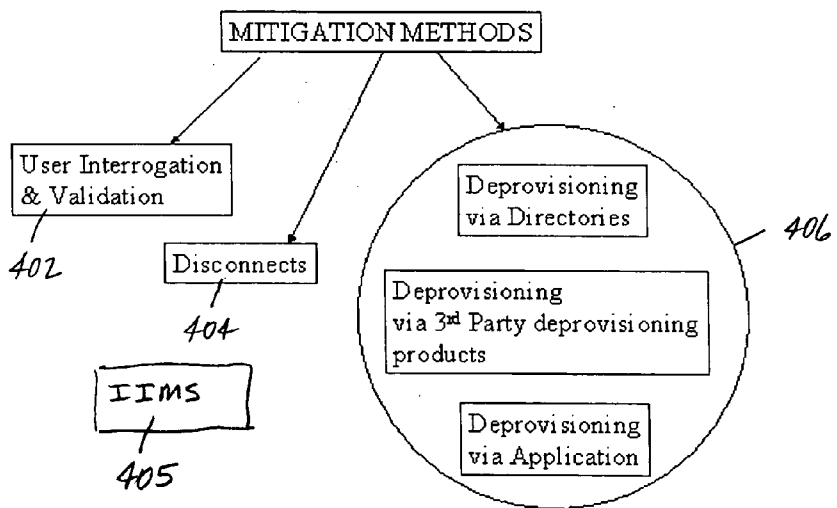 MITIGATION METHODS
User Interrogation
& Validation
402
Disconnects
404
IIMS
405
Deprovisioning
via Directories
406
Deprovisioning
via 3rd Party deprovisioning
products
Deprovisioning
via Application